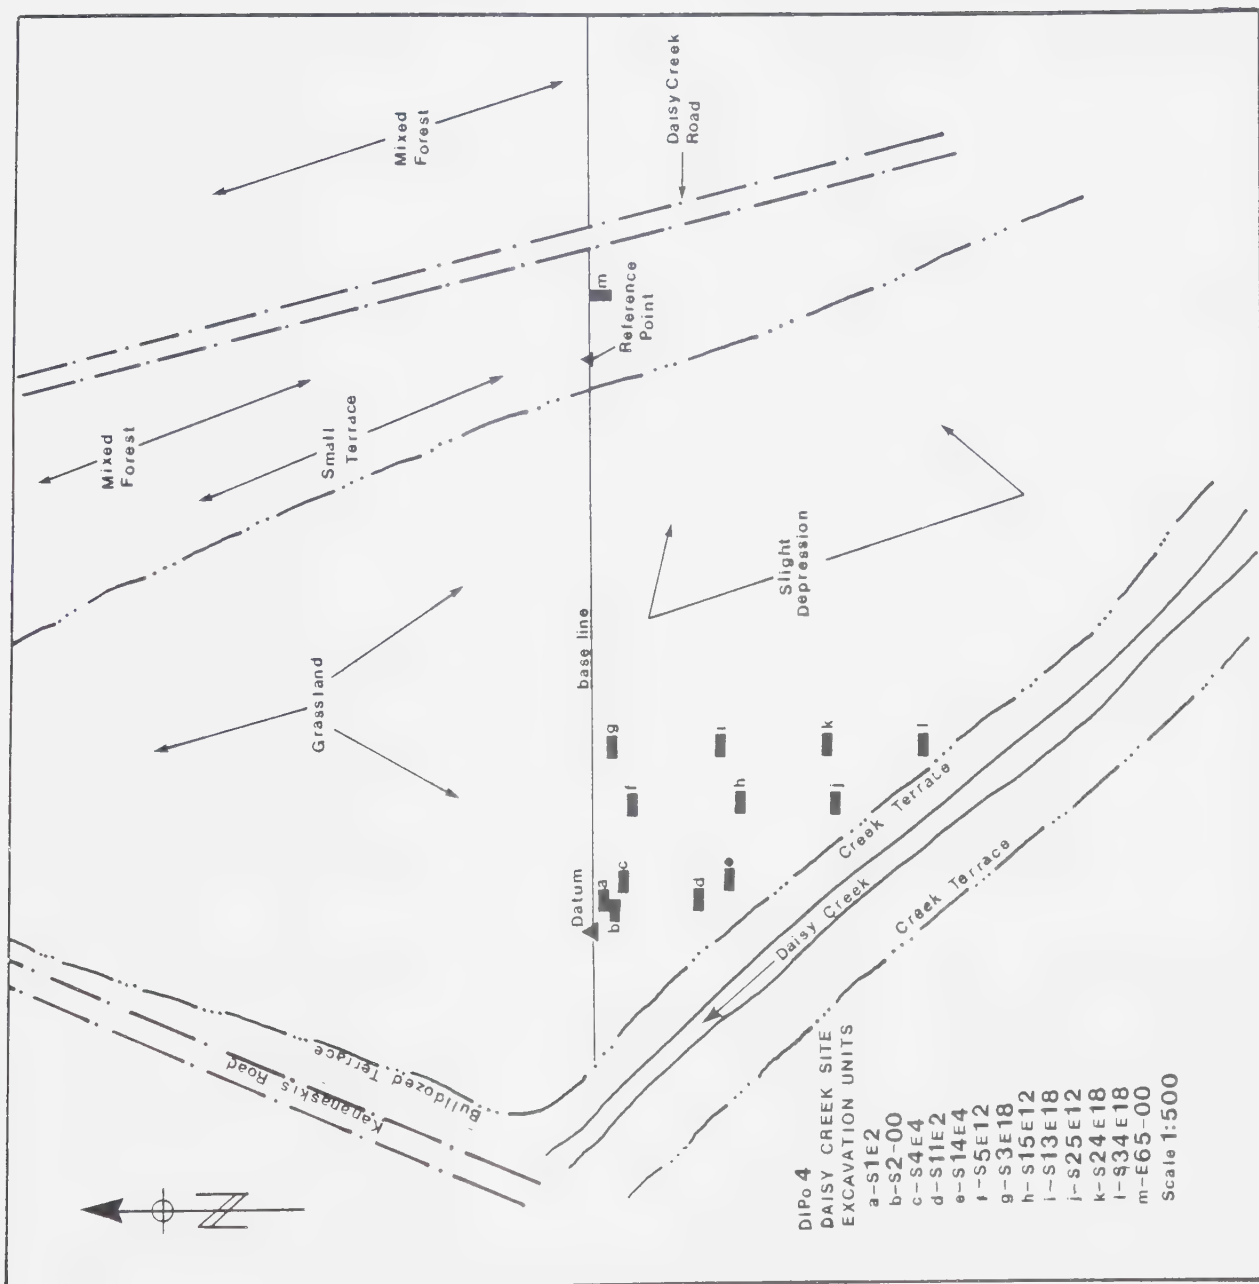 Mixed
Forest
Daisy Creek
Road
Mixed
Forest
Small
Terrace
m
Reference
Point
Grassland
base line
Slight
Depression
g
i
k
l
f
h
j
Datum
a
b
c
d
e
Creek Terrace
Daisy Creek
Creek Terrace
Bulldozed Terrace
Kananaskis Road
N
DlPo 4
DAISY CREEK SITE
EXCAVATION UNITS
a-S1E2
b-S2-00
c-S4E4
d-S11E2
e-S14E4
f-S5E12
g-S3E18
h-S15E12
i-S13E18
j-S25E12
k-S24E18
l-S34E18
m-E65-00
Scale 1:500